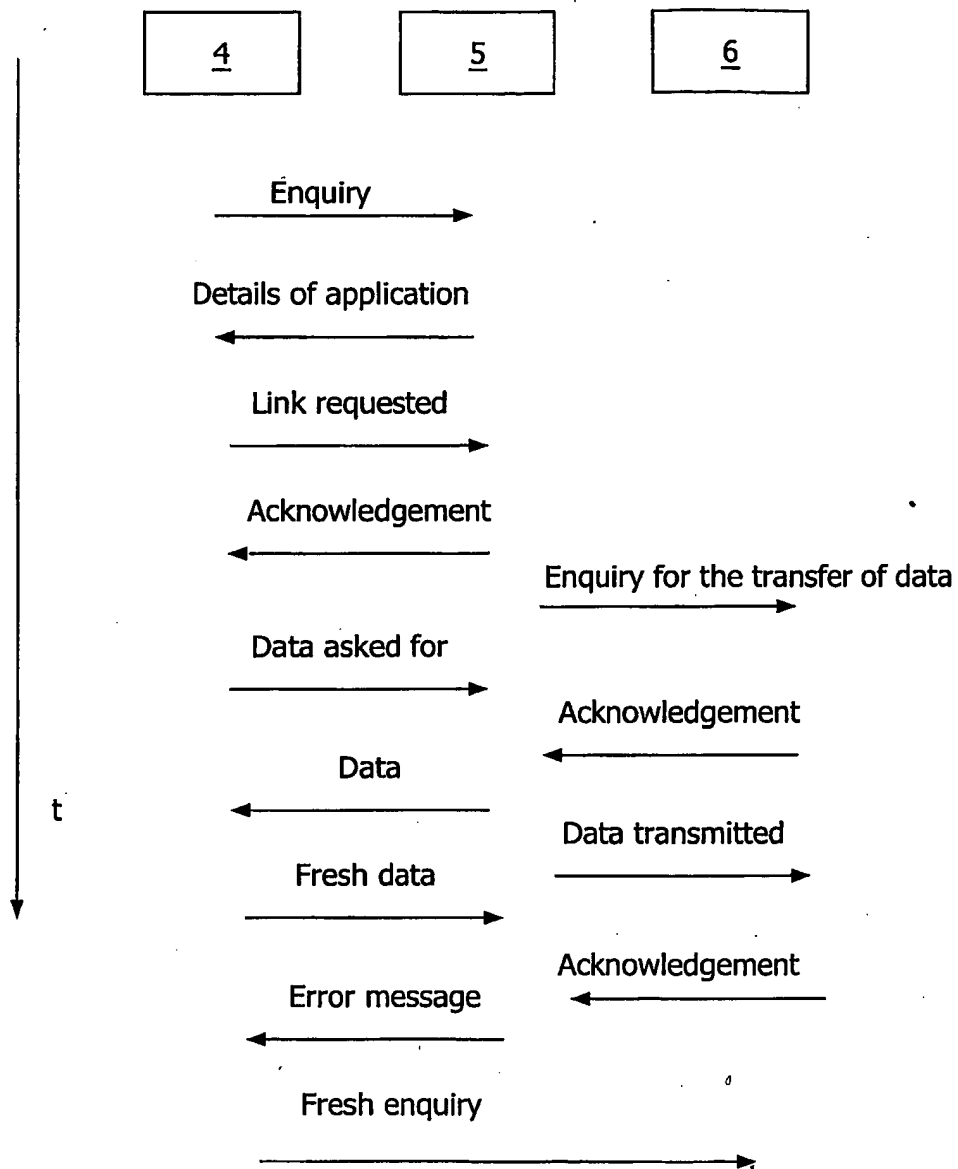 4 5 6
Enquiry
Details of application
Link requested
Acknowledgement
Enquiry for the transfer of data
Data asked for
Acknowledgement
Data
t
Data transmitted
Fresh data
Acknowledgement
Error message
Fresh enquiry